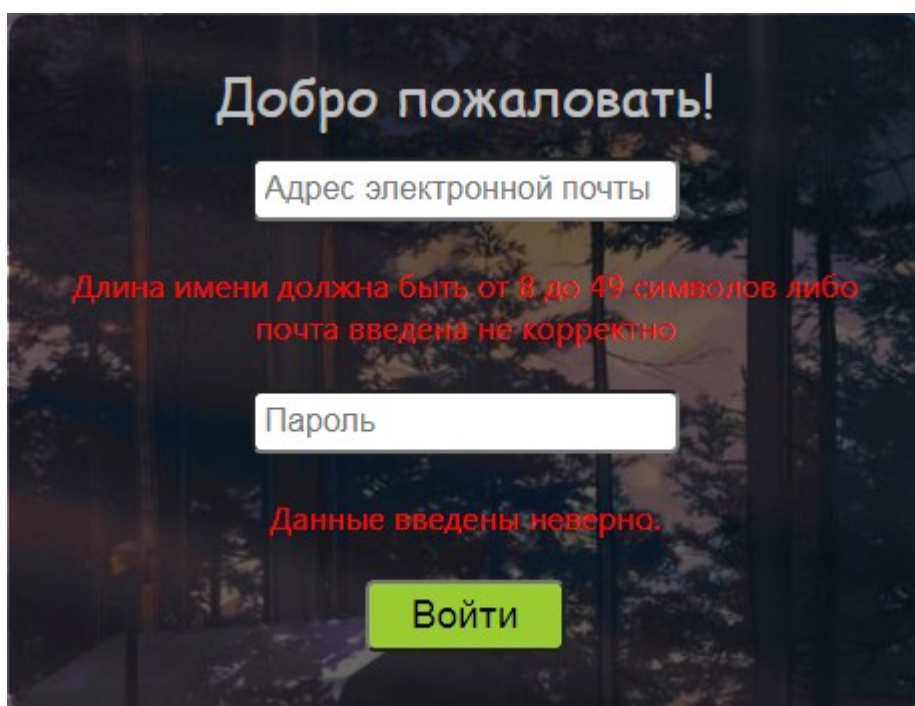 Добро пожаловать!
Адрес электронной почты
Длина имени должна быть от 8 до 49 символов либо
почта введена не корректно
Пароль
Данные введены неверно.
Войти